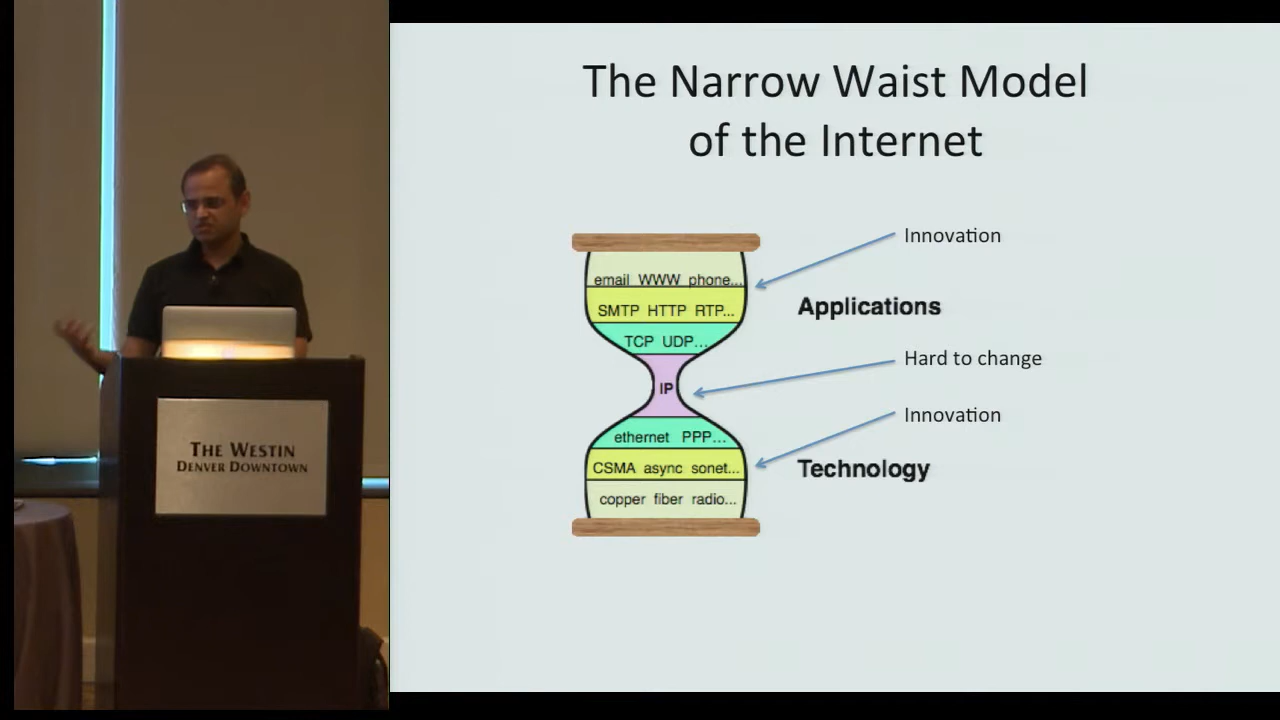 The Narrow Waist Model
of the Internet
Innovation
email WWW phone...
SMTP HTTP RTP...
Applications
TCP UDP...
Hard to change
IP
Innovation
ethernet PPP...
CSMA async sonet...
Technology
copper fiber radio...
THE WESTIN
DENVER DOWNTOWN